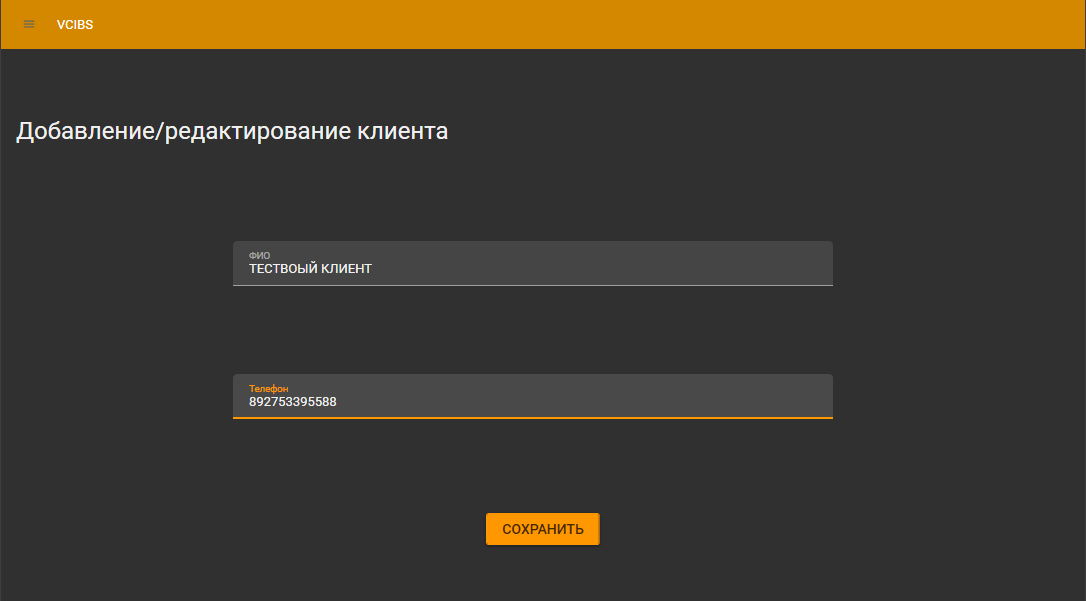 VCIBS
Добавление/редактирование клиента
ФИО
ТЕСТВОЫЙ КЛИЕНТ
Телефон
892753395588
СОХРАНИТЬ